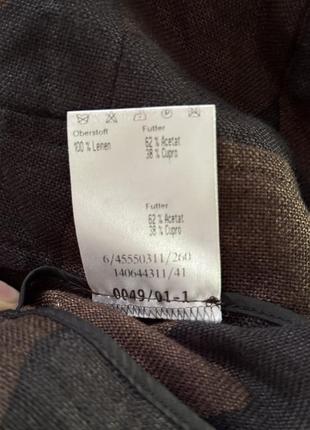 Oberstoff Futter
100 % Leinen 62 % Acetat
38 % Cupro
Futter
62 % Acetat
38 % Cupro
6/45550311/260
140644311/41
0049/01-1